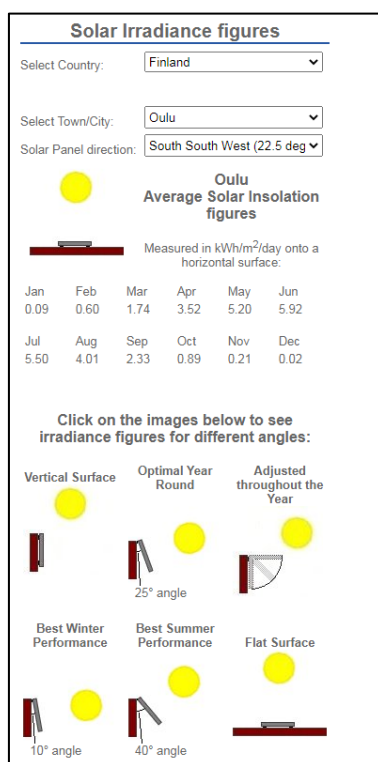 Solar Irradiance figures
Select Country: Finland
Select Town/City: Oulu
Solar Panel direction: South South West (22.5 deg
Oulu
Average Solar Insolation
figures
Measured in kWh/m²/day onto a
horizontal surface:
Jan Feb Mar Apr May Jun
0.09 0.60 1.74 3.52 5.20 5.92
Jul Aug Sep Oct Nov Dec
5.50 4.01 2.33 0.89 0.21 0.02
Click on the images below to see
irradiance figures for different angles:
Vertical Surface
Optimal Year
Round
25° angle
Adjusted
throughout the
Year
Best Winter
Performance
10° angle
Best Summer
Performance
40° angle
Flat Surface